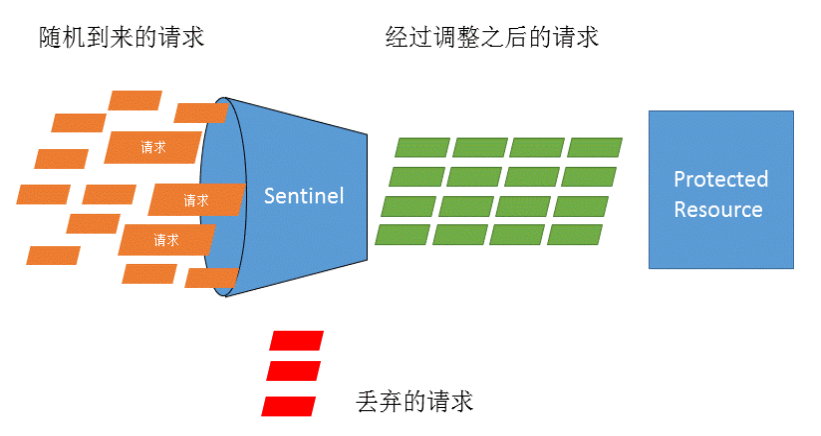 随机到来的请求
经过调整之后的请求
请求
请求
请求
Sentinel
Protected
Resource
丢弃的请求